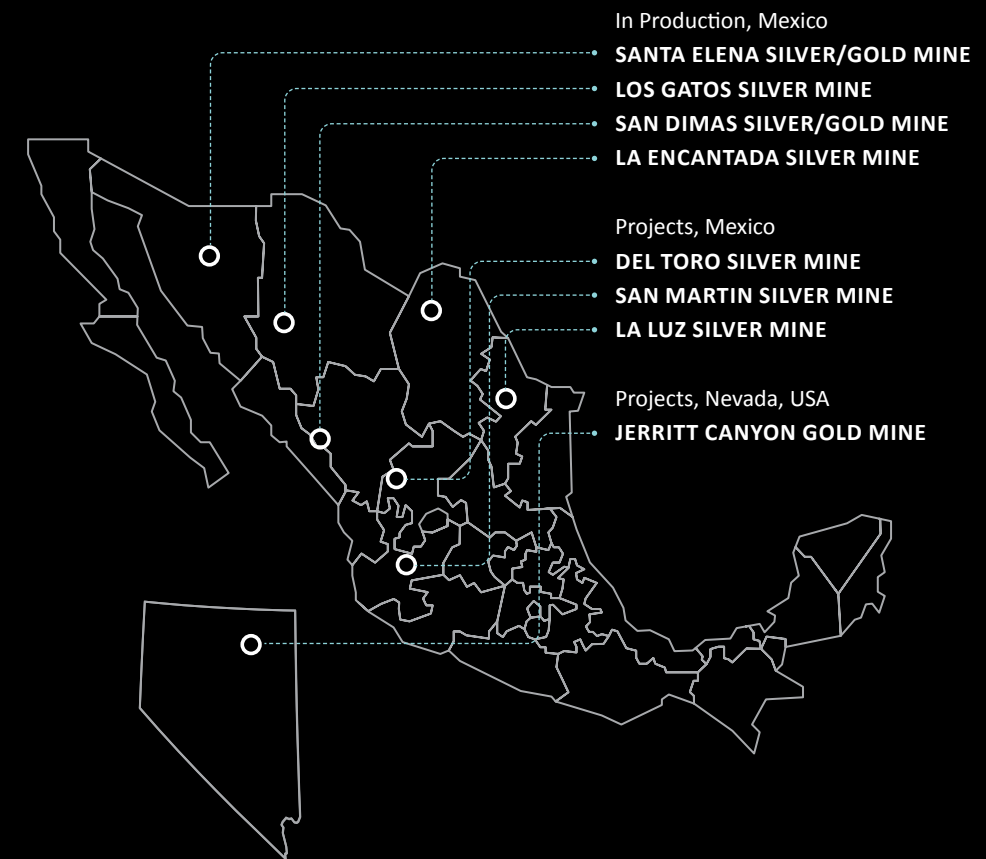 In Production, Mexico
SANTA ELENA SILVER/GOLD MINE
LOS GATOS SILVER MINE
SAN DIMAS SILVER/GOLD MINE
LA ENCANTADA SILVER MINE
Projects, Mexico
DEL TORO SILVER MINE
SAN MARTIN SILVER MINE
LA LUZ SILVER MINE
Projects, Nevada, USA
JERRITT CANYON GOLD MINE